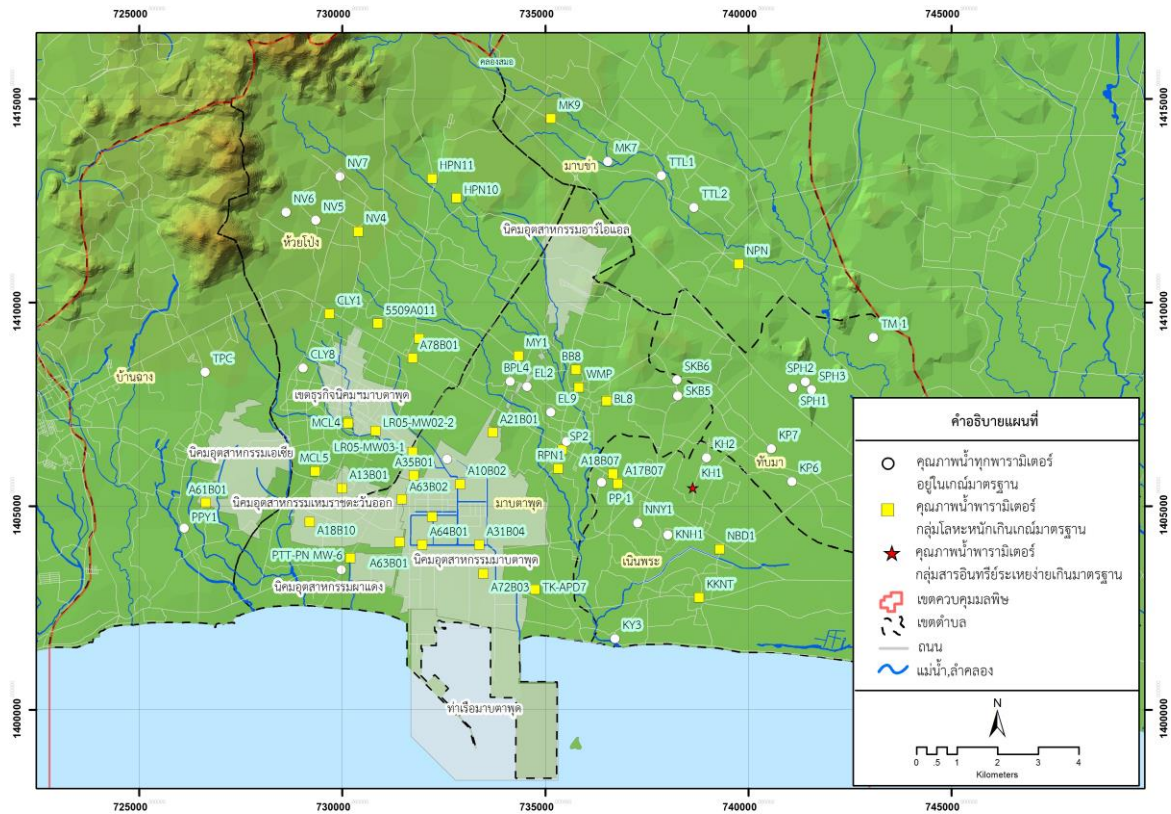 725000 730000 735000 740000 745000
1415000 1415000
1410000 1410000
1405000 1405000
1400000 1400000
คลองสมอ
MK9
MK7
มาบข่า
TTL1
NV7
HPN11
HPN10
TTL2
NV6
NV5
NV4
ห้วยโป่ง
นิคมอุตสาหกรรมอาร์ไอแอล
NPN
CLY1
5509A011
TM-1
A78B01
MY1
TPC
CLY8
BPL4
EL2
BB8
WMP
SKB6
SPH2
SPH3
บ้านฉาง
SKB5
SPH1
เขตธุรกิจนิคมฯมาบตาพุด
EL9
BL8
MCL4
LR05-MW02-2
A21B01
SP2
LR05-MW03-1
นิคมอุตสาหกรรมเอเซีย
MCL5
A35B01
RPN1
A18B07
KH2
KP7
ทับมา
A13B01
A10B02
A17B07
KH1
KP6
A61B01
A63B02
นิคมอุตสาหกรรมเหมราชตะวันออก
มาบตาพุด
PP-1
PPY1
A18B10
A64B01
A31B04
NNY1
KNH1
NBD1
PTT-PN MW-6
A63B01
นิคมอุตสาหกรรมมาบตาพุด
เนินพระ
นิคมอุตสาหกรรมผาแดง
A72B03
TK-APD7
KKNT
KY3
ท่าเรือมาบตาพุด
คำอธิบายแผนที่
คุณภาพน้ำทุกพารามิเตอร์
อยู่ในเกณ์มาตรฐาน
คุณภาพน้ำพารามิเตอร์
กลุ่มโลหะหนักเกินเกณ์มาตรฐาน
คุณภาพน้ำพารามิเตอร์
กลุ่มสารอินทรีย์ระเหยง่ายเกินมาตรฐาน
เขตควบคุมมลพิษ
เขตตำบล
ถนน
แม่น้ำ,ลำคลอง
N
0 .5 1 2 3 4
Kilometers
725000 730000 735000 740000 745000